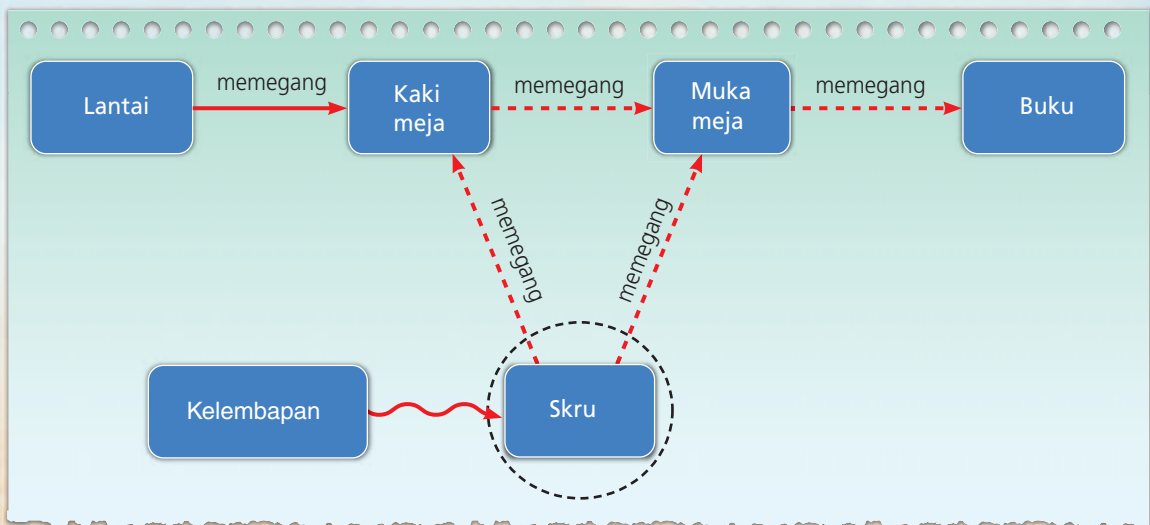 memegang
memegang
memegang
Lantai
Kaki
meja
Muka
meja
Buku
memegang
memegang
Kelembapan
Skru